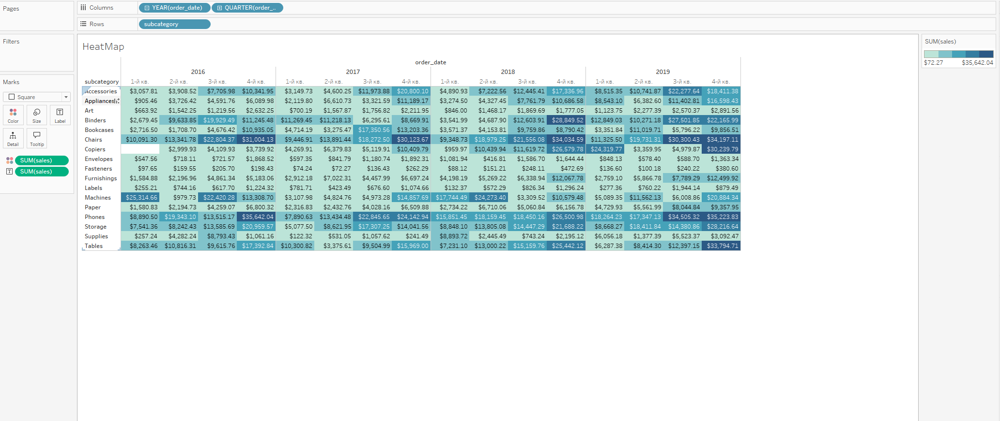 Pages
Columns YEAR(order_date) QUARTER(order_..
Rows subcategory
Filters
Marks
Square
Color Size Label
Detail Tooltip
SUM(sales)
SUM(sales)
HeatMap
order_date
2016 2017 2018 2019
subcategory 1-й кв. 2-й кв. 3-й кв. 4-й кв. 1-й кв. 2-й кв. 3-й кв. 4-й кв. 1-й кв. 2-й кв. 3-й кв. 4-й кв. 1-й кв. 2-й кв. 3-й кв. 4-й кв.
Accessories $3,057.81 $3,908.52 $7,705.98 $10,341.95 $3,149.73 $4,600.25 $11,973.88 $20,800.10 $4,890.93 $7,222.56 $12,445.41 $17,336.96 $8,515.35 $10,741.87 $22,277.64 $18,411.38
Appliances $905.46 $3,726.42 $4,591.76 $6,089.98 $2,119.80 $6,610.73 $3,321.59 $11,189.17 $3,274.50 $4,327.45 $7,761.79 $10,686.58 $8,543.10 $6,382.60 $11,402.81 $16,598.43
Art $663.92 $1,542.25 $1,219.56 $2,632.25 $700.19 $1,567.87 $1,756.82 $2,211.95 $846.00 $1,468.17 $1,869.69 $1,777.05 $1,123.75 $2,277.39 $2,570.37 $2,891.56
Binders $2,679.45 $9,633.85 $19,929.49 $11,245.48 $11,269.45 $11,218.13 $6,295.61 $8,669.91 $3,541.99 $4,687.90 $12,603.91 $28,849.52 $12,849.03 $10,271.18 $27,501.85 $22,165.99
Bookcases $2,716.50 $1,708.70 $4,676.42 $10,935.05 $4,714.19 $3,275.47 $17,350.56 $13,203.36 $3,571.37 $4,153.81 $9,759.86 $8,790.42 $3,351.84 $11,019.71 $5,796.22 $9,856.51
Chairs $10,091.30 $13,341.78 $22,804.37 $31,004.13 $9,446.91 $13,891.44 $18,272.50 $30,123.67 $9,348.73 $18,979.25 $21,556.08 $34,034.59 $11,325.50 $19,731.31 $30,300.43 $34,197.11
Copiers $2,999.93 $4,109.93 $3,739.92 $4,269.91 $6,379.83 $5,119.91 $10,409.79 $959.97 $10,439.94 $11,619.72 $26,579.78 $24,319.77 $3,359.95 $4,979.87 $30,239.79
Envelopes $547.56 $718.11 $721.57 $1,868.52 $597.35 $841.79 $1,180.74 $1,892.31 $1,081.94 $416.81 $1,586.70 $1,644.44 $848.13 $578.40 $588.70 $1,363.34
Fasteners $97.65 $159.55 $205.70 $198.43 $74.24 $72.27 $136.43 $262.29 $88.12 $151.21 $248.11 $472.69 $136.60 $100.18 $240.22 $380.60
Furnishings $1,584.88 $2,196.96 $4,861.34 $5,183.06 $2,912.18 $7,022.31 $4,457.99 $6,697.24 $4,198.19 $5,269.22 $6,338.94 $12,067.78 $2,759.10 $5,866.78 $7,789.29 $12,499.92
Labels $255.21 $744.16 $617.70 $1,224.32 $781.71 $423.49 $676.60 $1,074.66 $132.37 $572.29 $826.34 $1,296.24 $277.36 $760.22 $1,944.14 $879.49
Machines $25,314.66 $979.73 $22,420.28 $13,308.70 $3,107.98 $4,824.76 $4,973.28 $14,857.69 $17,744.49 $24,273.40 $3,309.52 $10,579.48 $5,089.35 $11,562.13 $6,008.86 $20,884.34
Paper $1,580.83 $2,194.73 $4,259.07 $6,800.32 $2,316.83 $2,432.76 $4,028.16 $6,509.88 $2,734.22 $6,710.06 $5,060.84 $6,156.78 $4,729.93 $5,561.99 $8,044.84 $9,357.95
Phones $8,890.50 $19,343.10 $13,515.17 $35,642.04 $7,890.63 $13,434.48 $22,845.65 $24,142.94 $15,851.45 $18,159.45 $18,450.16 $26,500.98 $18,264.23 $17,347.13 $34,505.32 $35,223.83
Storage $7,541.36 $8,242.43 $13,585.69 $20,959.57 $5,077.50 $8,621.95 $17,307.25 $14,041.56 $8,848.10 $13,805.08 $14,447.29 $21,688.22 $8,668.27 $18,411.84 $14,380.86 $28,216.64
Supplies $257.24 $4,282.24 $8,793.43 $1,061.16 $122.32 $531.05 $1,057.62 $241.49 $8,893.72 $2,445.49 $743.24 $2,195.12 $6,056.18 $1,377.39 $5,523.37 $3,092.47
Tables $8,263.46 $10,816.31 $9,615.76 $17,392.84 $10,300.82 $3,375.61 $9,504.99 $15,969.00 $7,231.10 $13,000.22 $15,159.76 $25,442.12 $6,287.38 $8,414.30 $12,397.15 $33,794.71
SUM(sales)
$72.27 $35,642.04